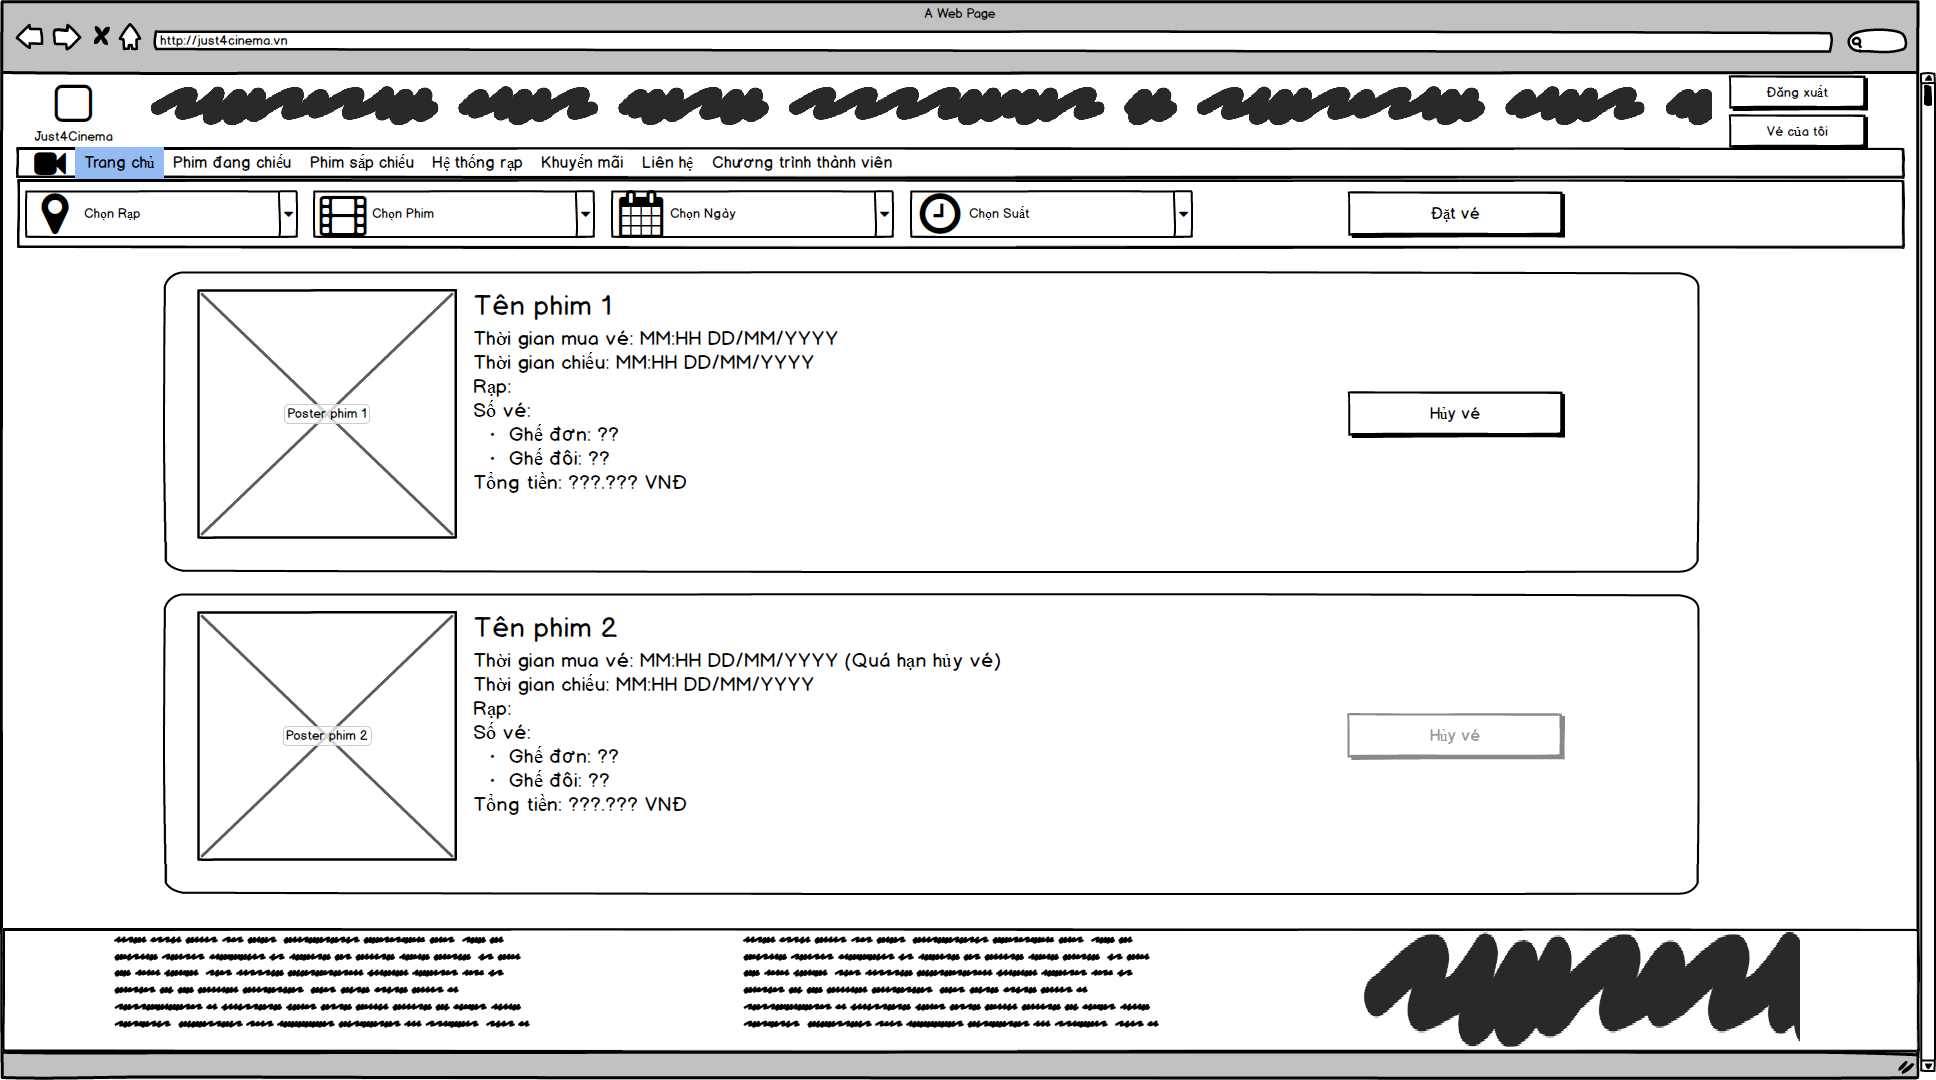 A Web Page
http://just4cinema.vn
Đăng xuất
Just4Cinema
Vé của tôi
Trang chủ Phim đang chiếu Phim sắp chiếu Hệ thống rạp Khuyến mãi Liên hệ Chương trình thành viên
Chọn Rạp Chọn Phim Chọn Ngày Chọn Suất Đặt vé
Tên phim 1
Thời gian mua vé: MM:HH DD/MM/YYYY
Thời gian chiếu: MM:HH DD/MM/YYYY
Rạp:
Số vé:
• Ghế đơn: ??
• Ghế đôi: ??
Tổng tiền: ???.??? VNĐ
Poster phim 1
Hủy vé
Tên phim 2
Thời gian mua vé: MM:HH DD/MM/YYYY (Quá hạn hủy vé)
Thời gian chiếu: MM:HH DD/MM/YYYY
Rạp:
Số vé:
• Ghế đơn: ??
• Ghế đôi: ??
Tổng tiền: ???.??? VNĐ
Poster phim 2
Hủy vé